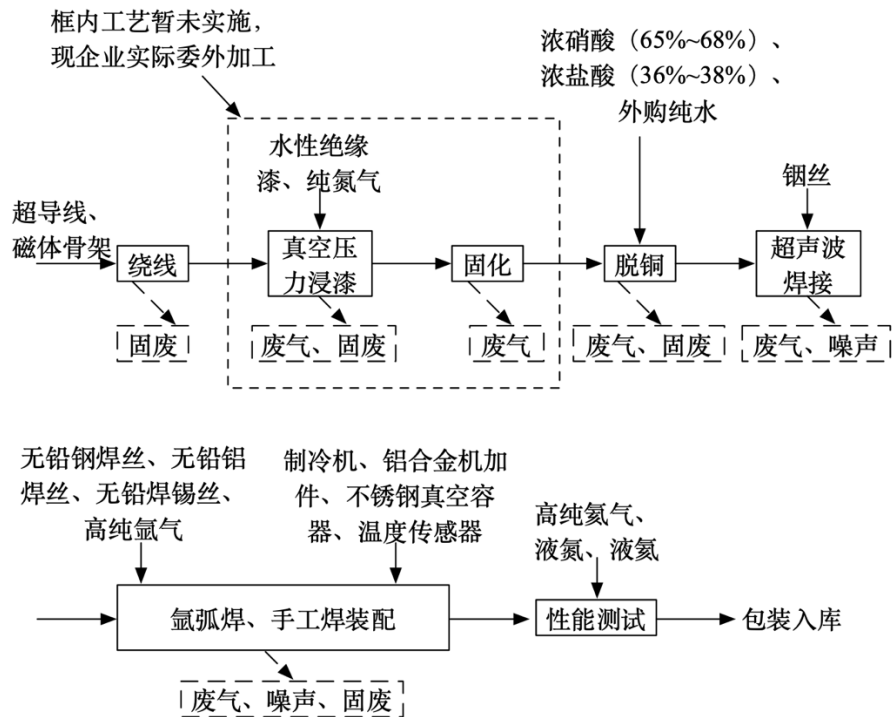 框内工艺暂未实施，
现企业实际委外加工
浓硝酸（65%~68%）、
浓盐酸（36%~38%）、
外购纯水
水性绝缘
漆、纯氮气
铟丝
超导线、
磁体骨架
绕线
真空压
力浸漆
固化
脱铜
超声波
焊接
固废
废气、固废
废气
废气、固废
废气、噪声
无铅钢焊丝、无铅铝
焊丝、无铅焊锡丝、
高纯氩气
制冷机、铝合金机加
件、不锈钢真空容
器、温度传感器
高纯氦气、
液氮、液氦
氩弧焊、手工焊装配
性能测试
包装入库
废气、噪声、固废